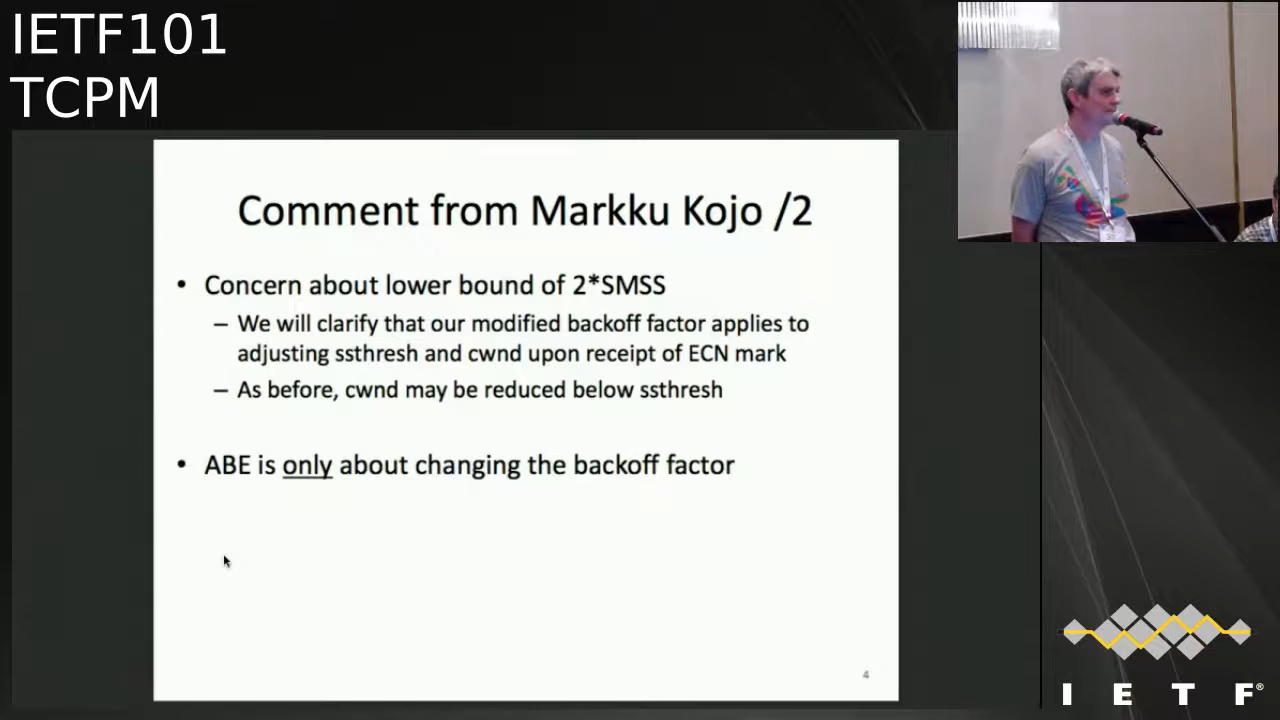 IETF101
TCPM
Comment from Markku Kojo /2
• Concern about lower bound of 2*SMSS
– We will clarify that our modified backoff factor applies to
adjusting ssthresh and cwnd upon receipt of ECN mark
– As before, cwnd may be reduced below ssthresh
• ABE is only about changing the backoff factor
4
I E T F®